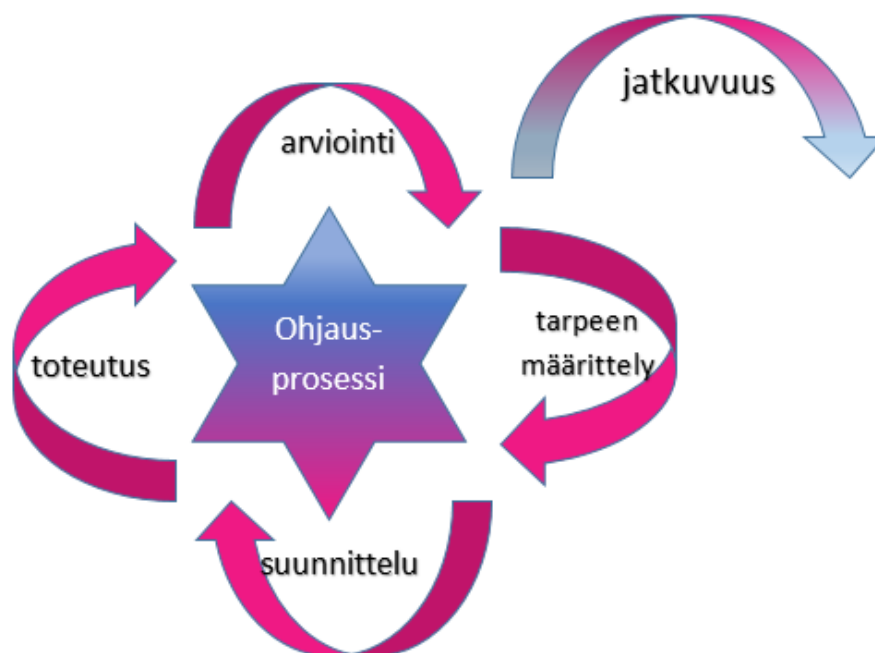 jatkuvuus
arviointi
Ohjaus-
prosessi
tarpeen
määrittely
toteutus
suunnittelu